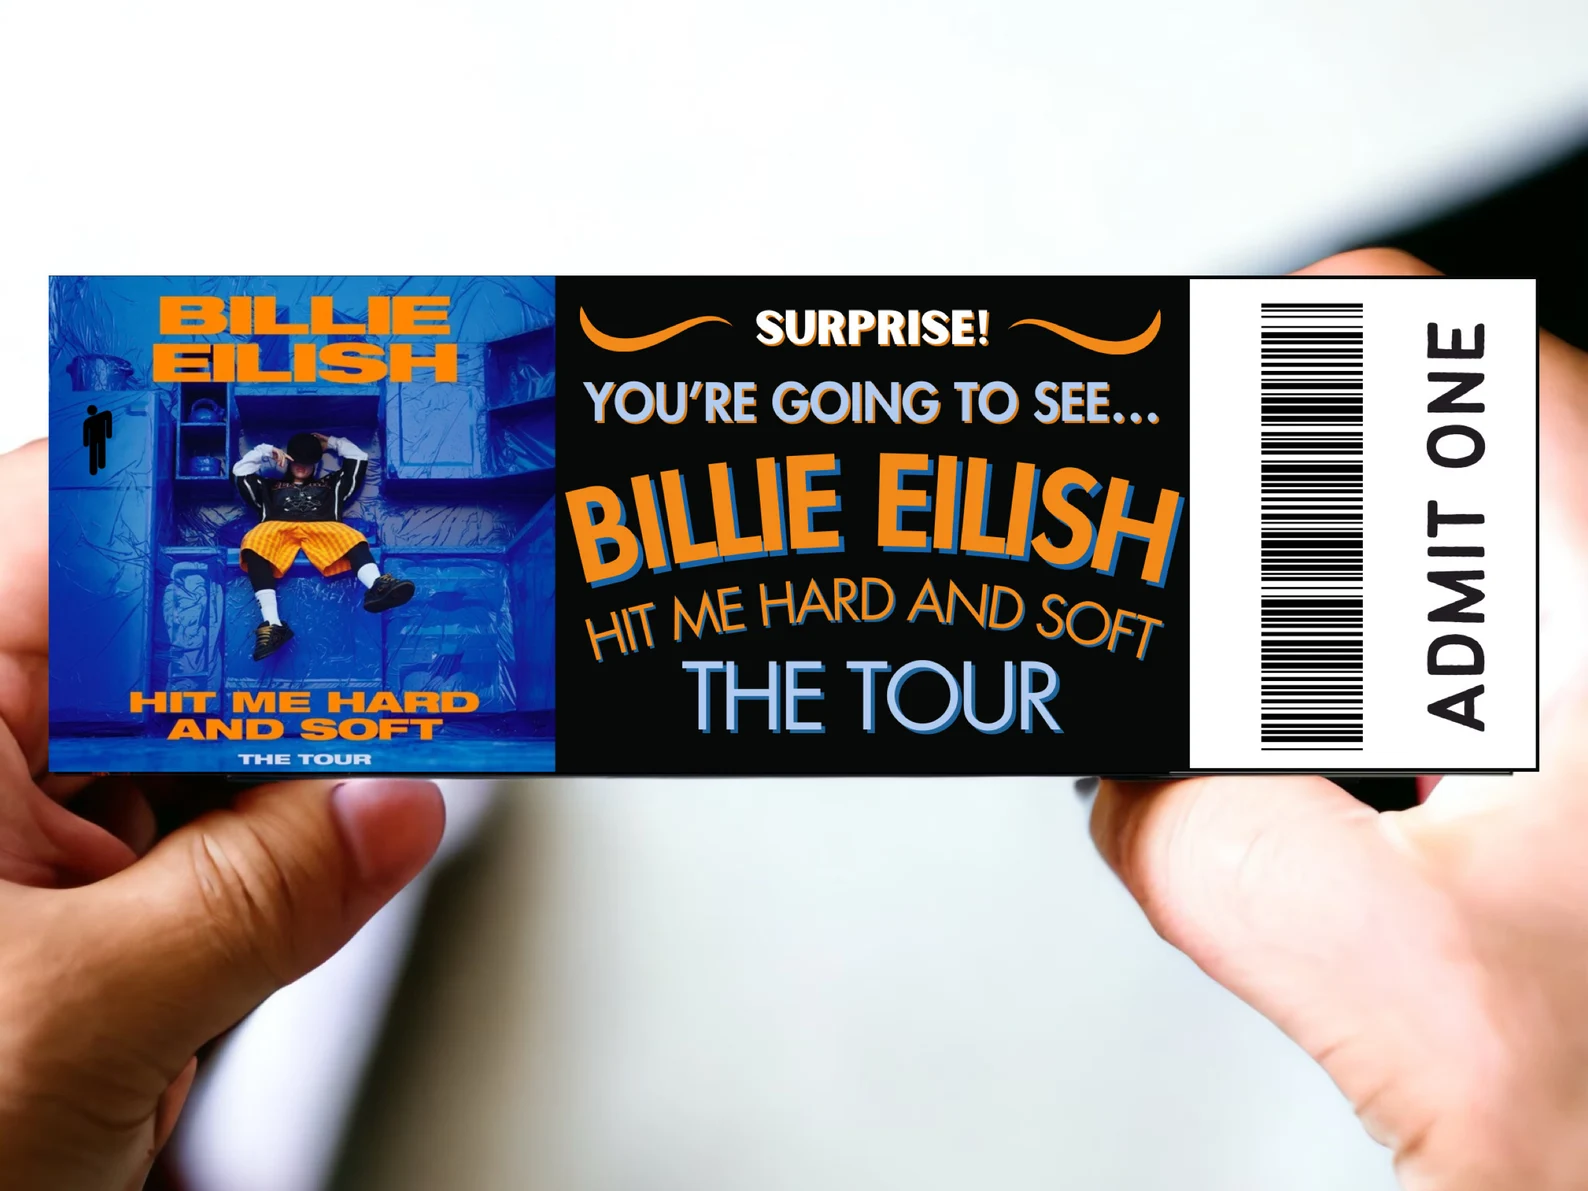 BILLIE
EILISH
HIT ME HARD
AND SOFT
THE TOUR
SURPRISE!
YOU'RE GOING TO SEE...
BILLIE EILISH
HIT ME HARD AND SOFT
THE TOUR
ADMIT ONE